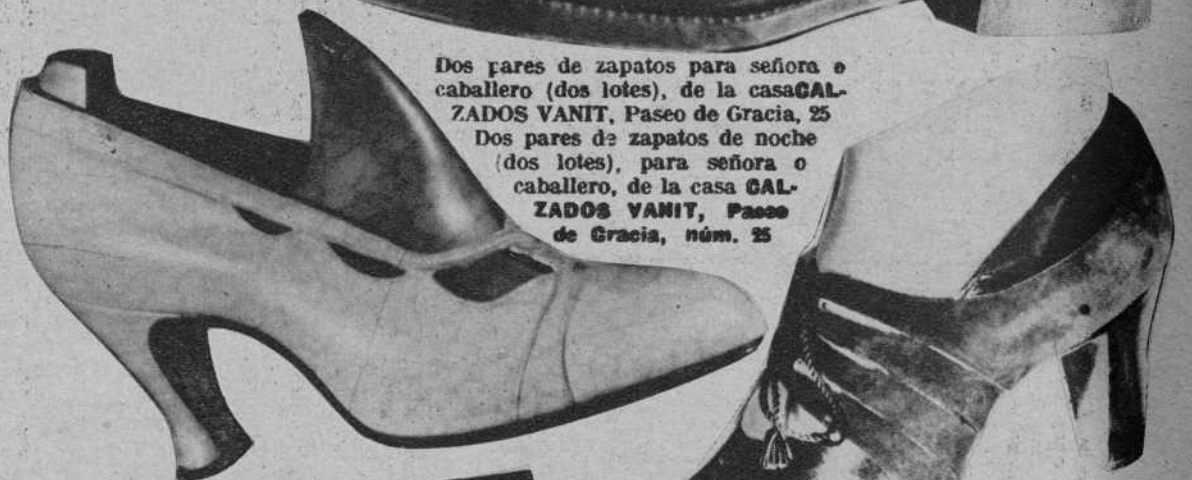 Dos pares de zapatos para señora o
caballero (dos lotes), de la casa CAL-
ZADOS VANIT, Paseo de Gracia, 25
Dos pares de zapatos de noche
(dos lotes), para señora o
caballero, de la casa CAL-
ZADOS VANIT, Paseo
de Gracia, núm. 25